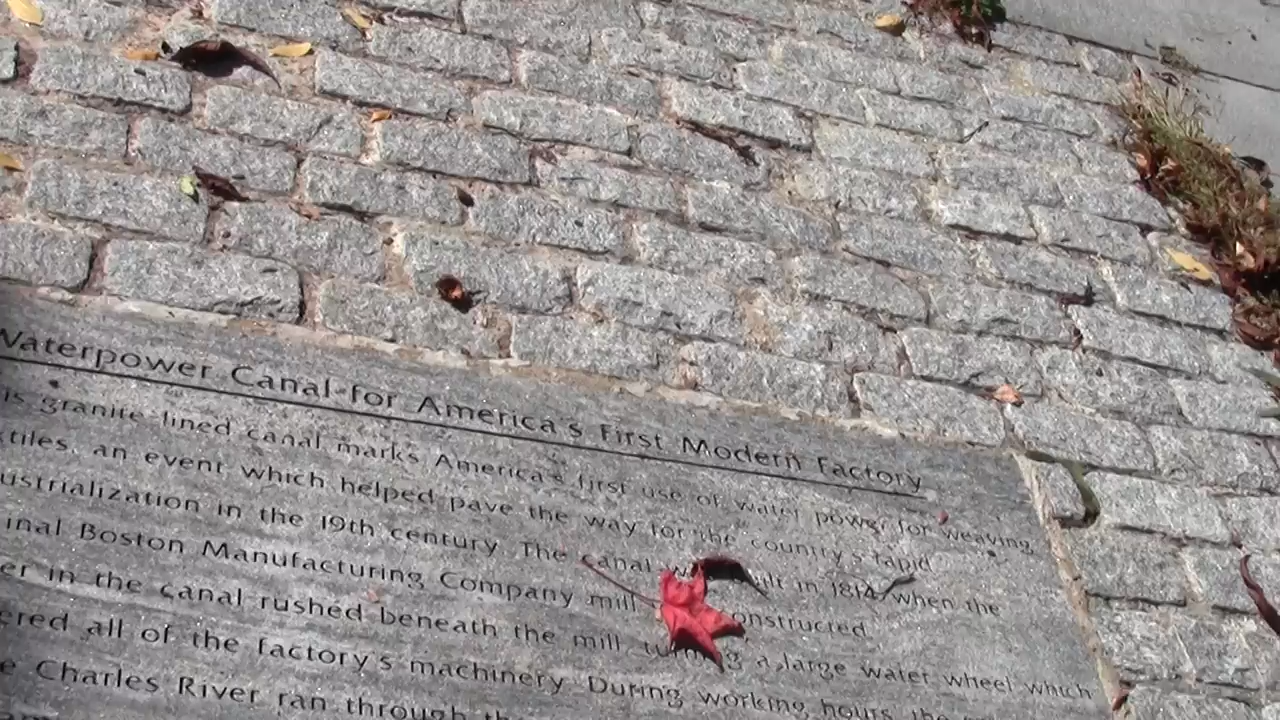 Waterpower Canal for America's First Modern Factory
is granite-lined canal marks America's first use of water power for weaving
tiles, an event which helped pave the way for the country's rapid
ustrialization in the 19th century. The canal was built in 1814 when the
inal Boston Manufacturing Company mill constructed.
er in the canal rushed beneath the mill, turning a large water wheel which
ered all of the factory's machinery. During working hours, the
e Charles River ran through